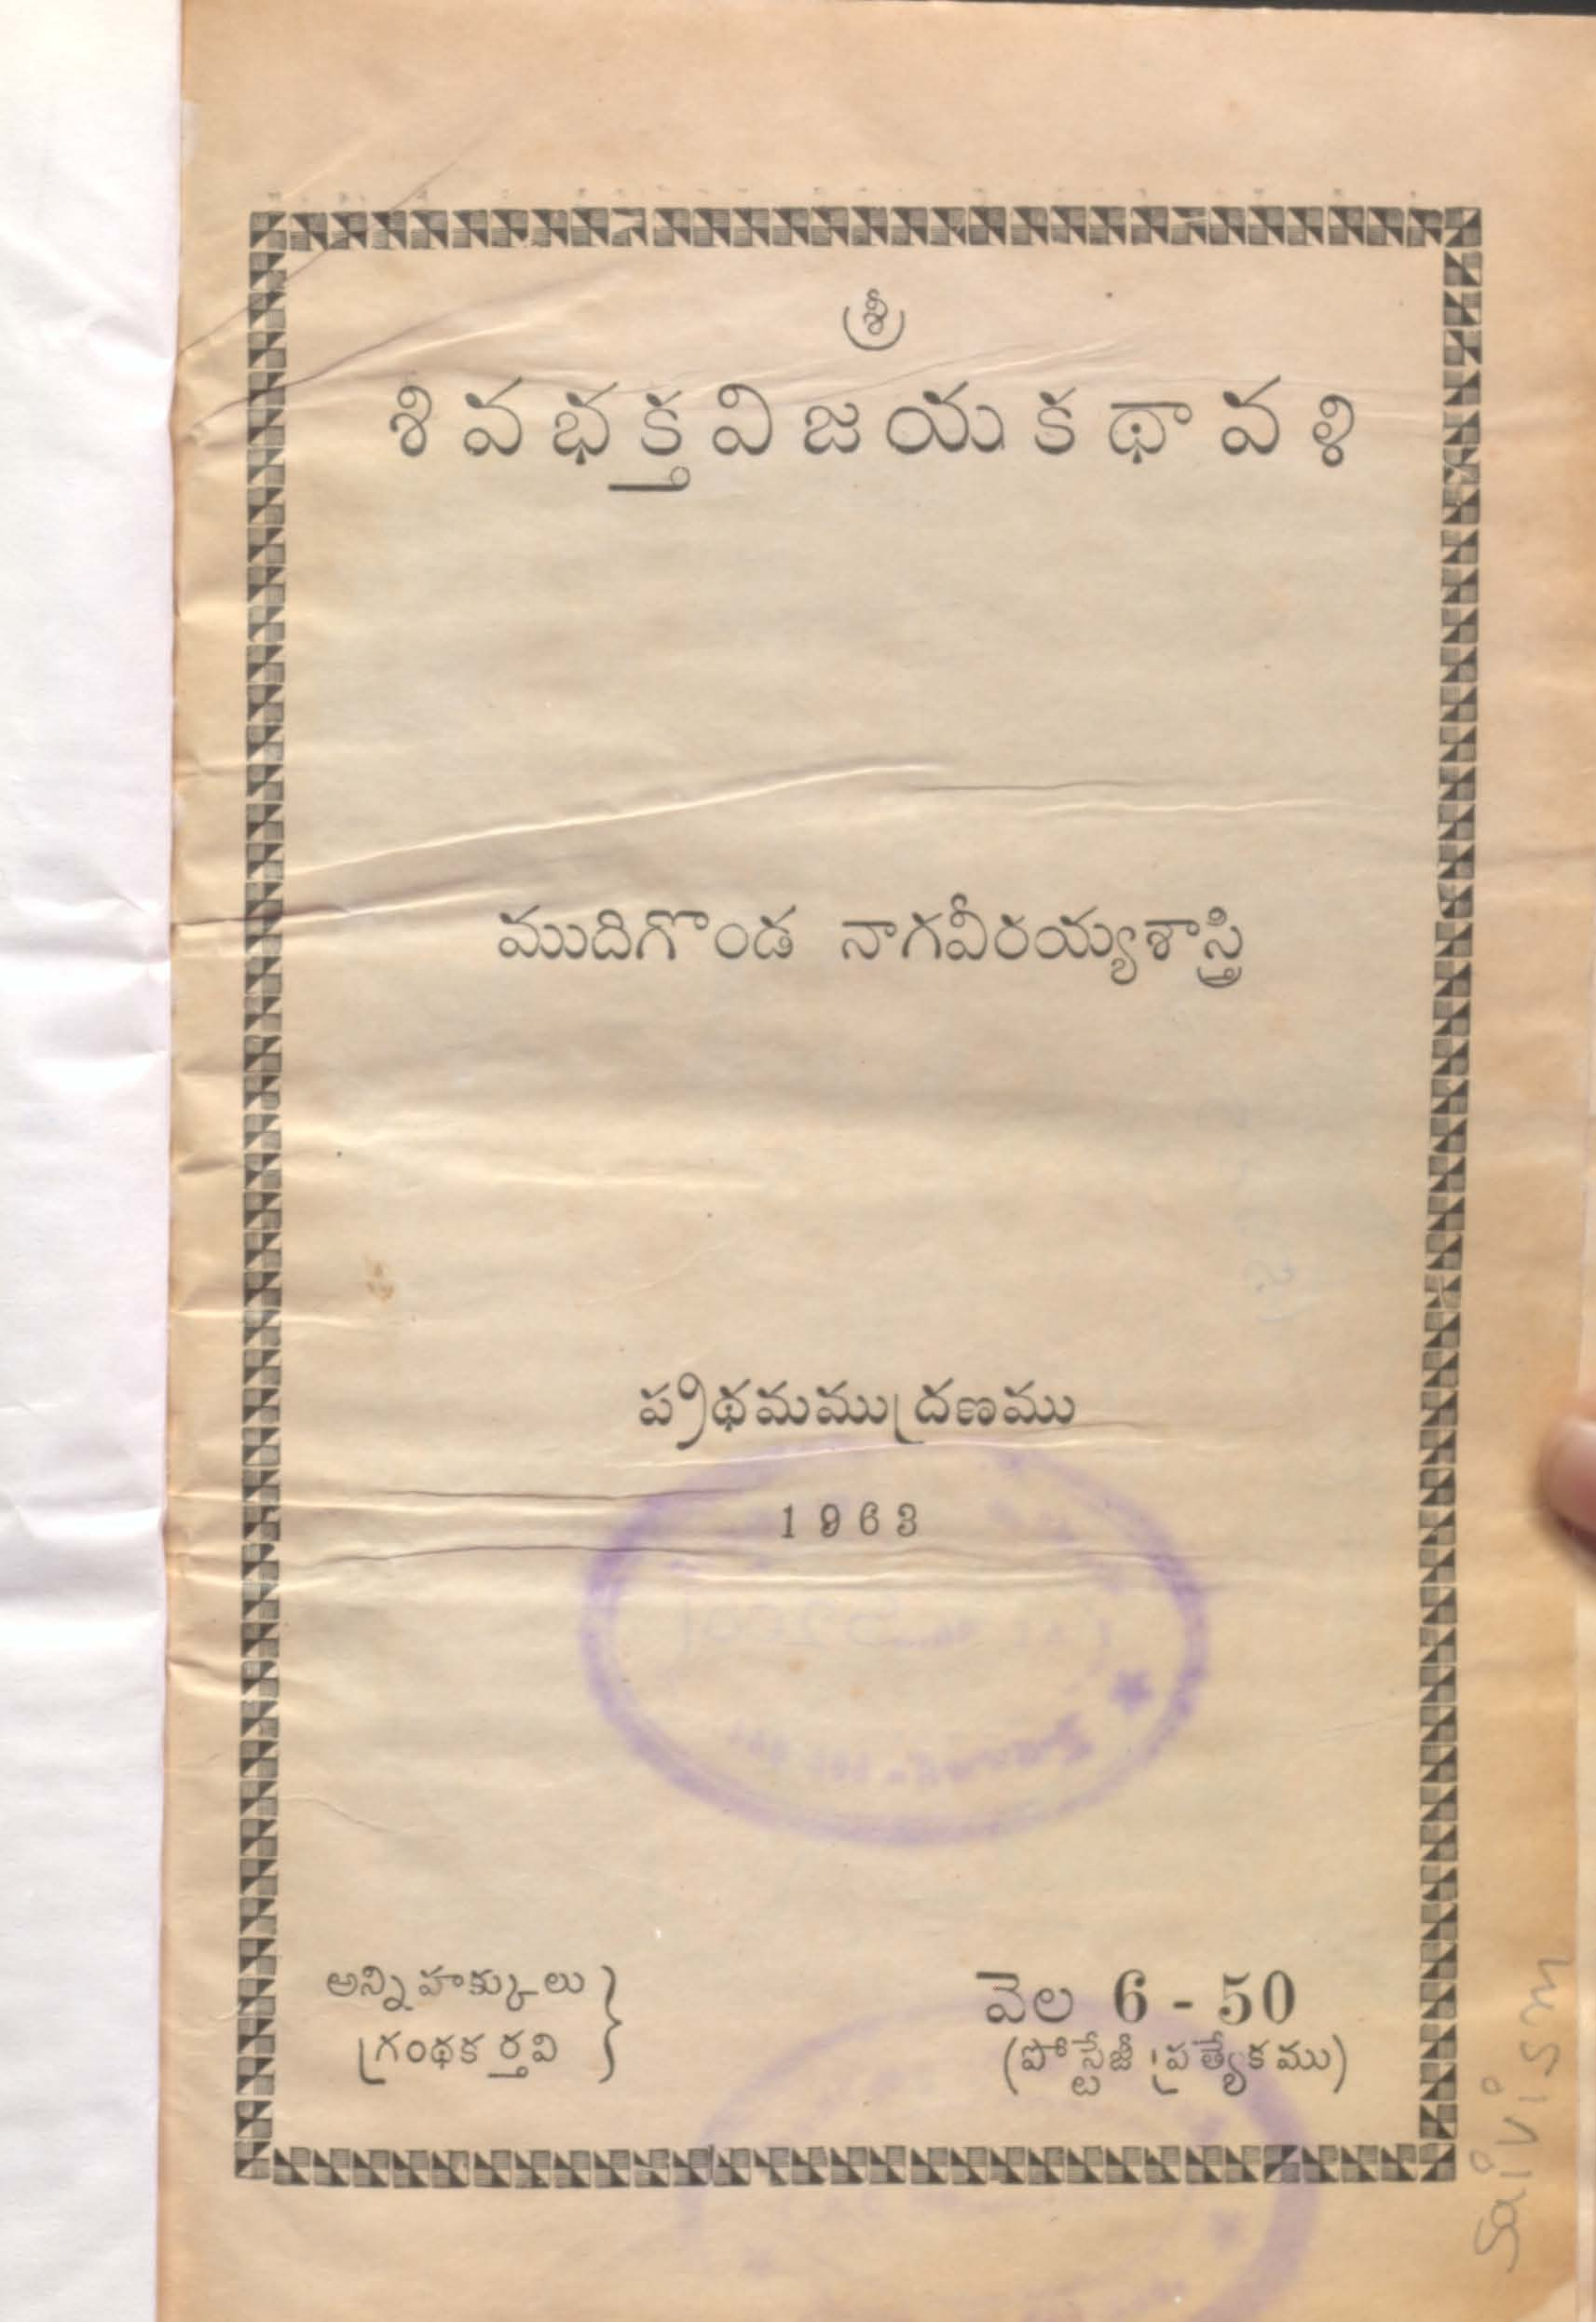 శ్రీ
శివభక్తవిజయకథావళి
ముదిగొండ నాగవీరయ్యశాస్త్రి
ప్రథమముద్రణము
1963
అన్నిహక్కులు }
గ్రంథకర్తవి
వెల 6 - 50
(పోస్టేజీ ప్రత్యేకము)
Saivism